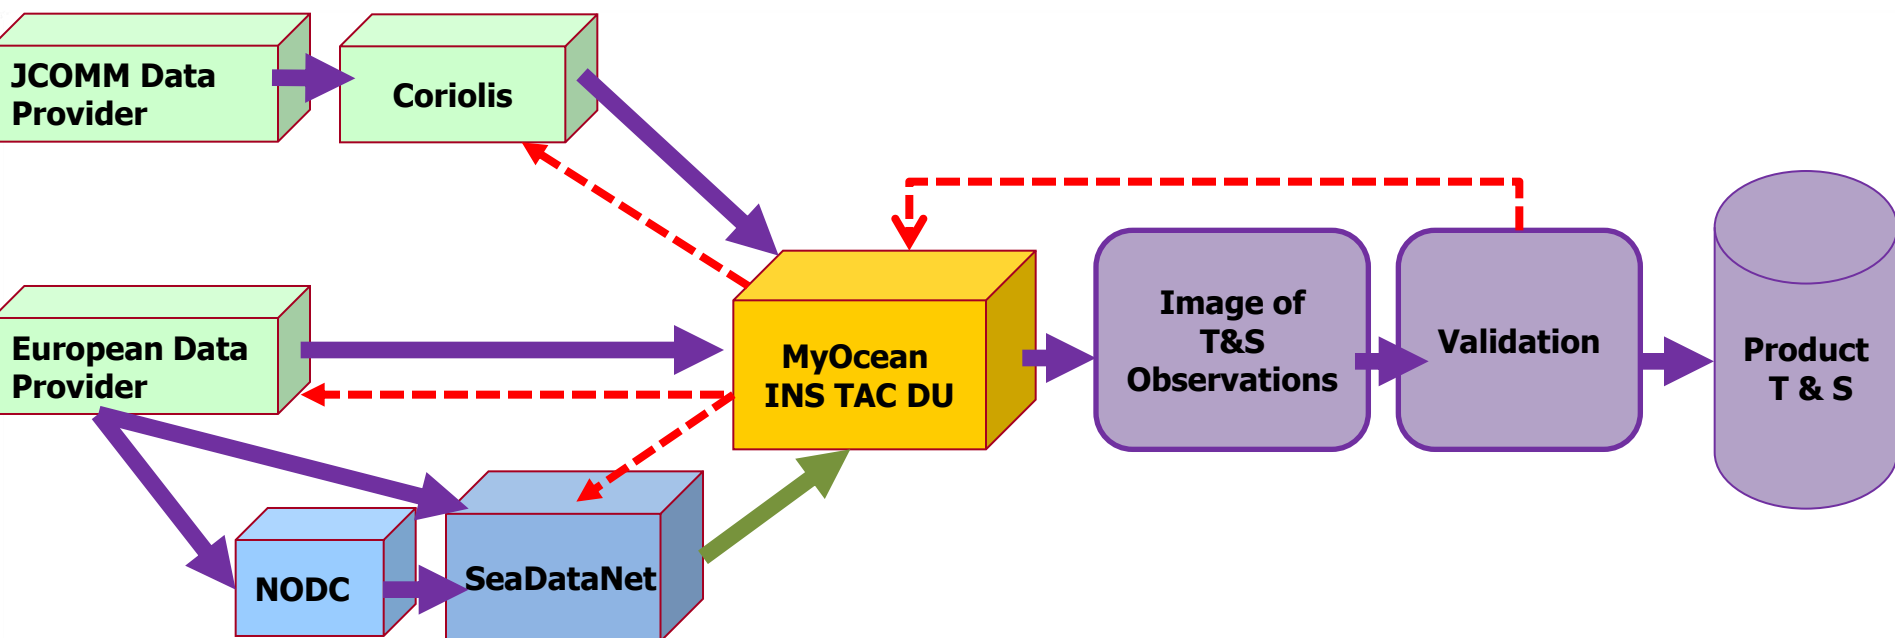 JCOMM Data
Provider
Coriolis
European Data
Provider
NODC
SeaDataNet
MyOcean
INS TAC DU
Image of
T&S
Observations
Validation
Product
T & S